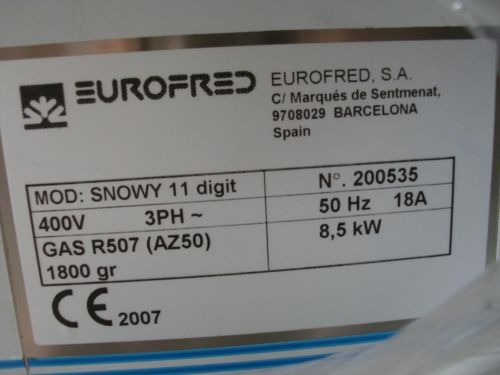 EUROFRED
EUROFRED, S.A.
C/ Marqués de Sentmenat,
9708029 BARCELONA
Spain
MOD: SNOWY 11 digit
N°. 200535
400V 3PH ~
50 Hz 18A
GAS R507 (AZ50)
8,5 kW
1800 gr
CE 2007